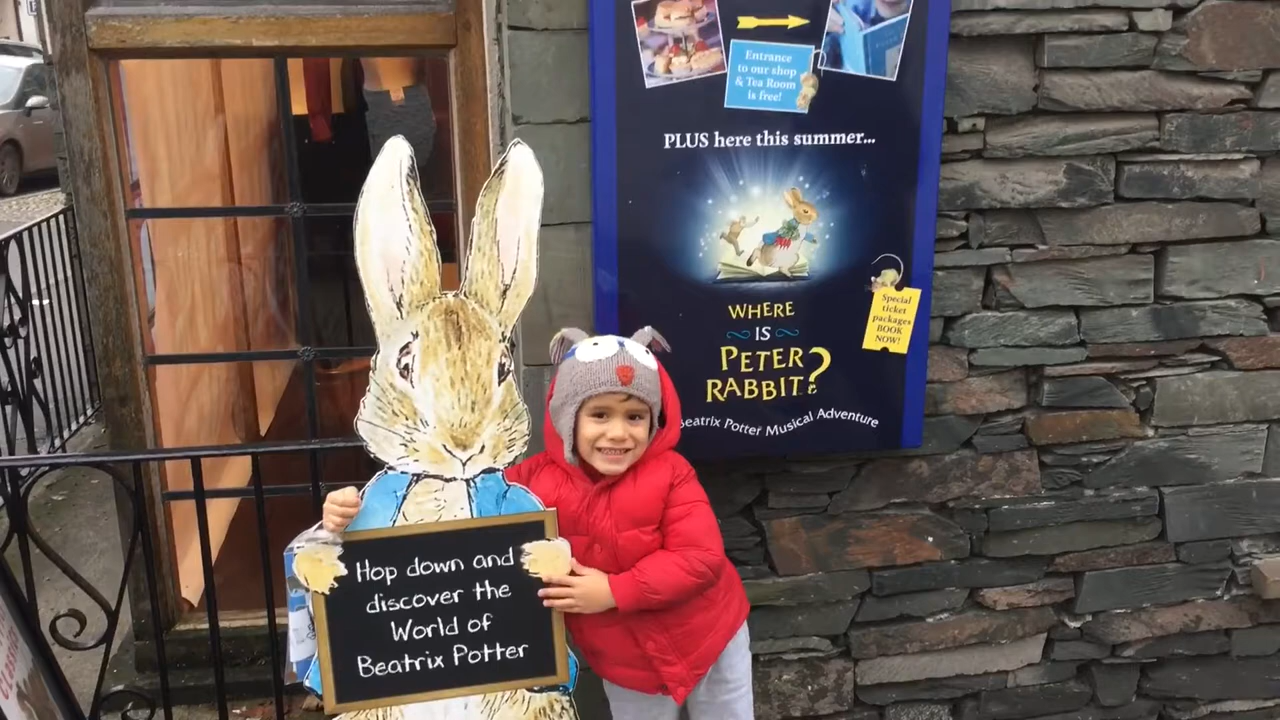 Entrance
to our shop
& Tea Room
is free!
PLUS here this summer...
WHERE
IS
PETER
RABBIT?
Beatrix Potter Musical Adventure
Special
ticket
packages
BOOK
NOW!
Hop down and
discover the
World of
Beatrix Potter